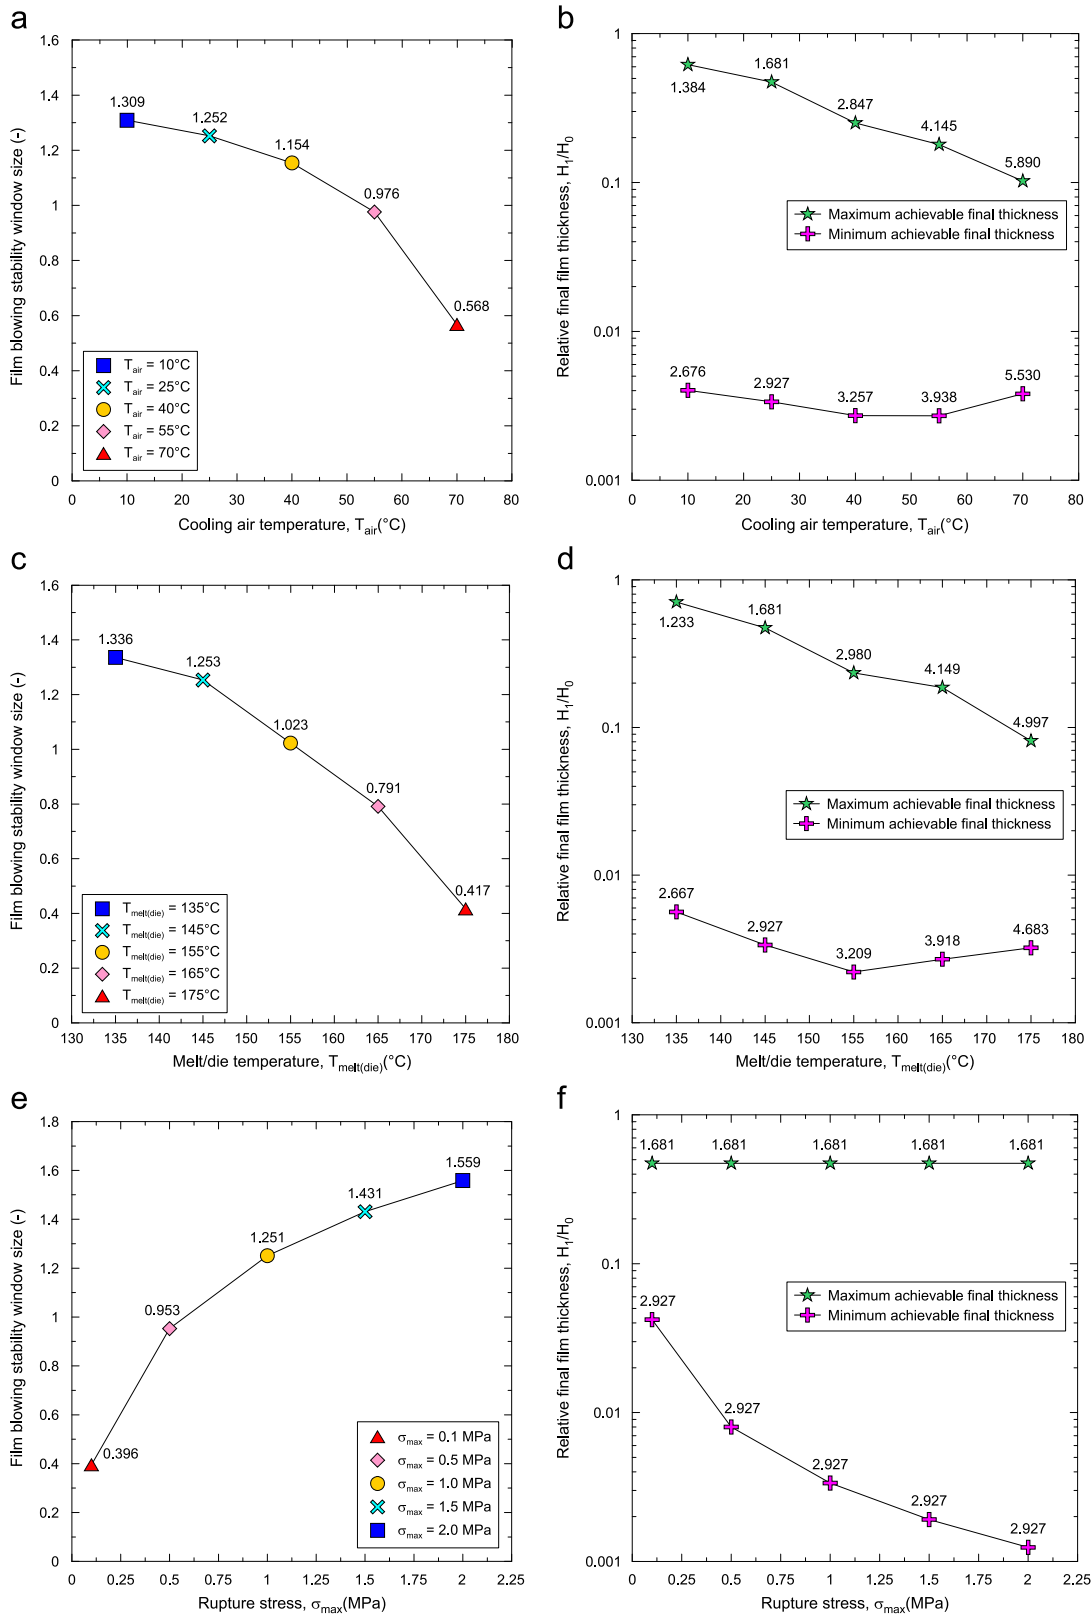 a
1.6
1.4
1.2
1
0.8
0.6
0.4
0.2
0
Film blowing stability window size (-)
1.309
1.252
1.154
0.976
0.568
T_air = 10°C
T_air = 25°C
T_air = 40°C
T_air = 55°C
T_air = 70°C
0 10 20 30 40 50 60 70 80
Cooling air temperature, T_air(°C)
b
1
0.1
0.01
0.001
Relative final film thickness, H_1/H_0
1.384
1.681
2.847
4.145
5.890
Maximum achievable final thickness
Minimum achievable final thickness
2.676
2.927
3.257
3.938
5.530
0 10 20 30 40 50 60 70 80
Cooling air temperature, T_air(°C)
c
1.6
1.4
1.2
1
0.8
0.6
0.4
0.2
0
Film blowing stability window size (-)
1.336
1.253
1.023
0.791
0.417
T_melt(die) = 135°C
T_melt(die) = 145°C
T_melt(die) = 155°C
T_melt(die) = 165°C
T_melt(die) = 175°C
130 135 140 145 150 155 160 165 170 175 180
Melt/die temperature, T_melt(die)(°C)
d
1
0.1
0.01
0.001
Relative final film thickness, H_1/H_0
1.233
1.681
2.980
4.149
4.997
Maximum achievable final thickness
Minimum achievable final thickness
2.667
2.927
3.209
3.918
4.683
130 135 140 145 150 155 160 165 170 175 180
Melt/die temperature, T_melt(die)(°C)
e
1.8
1.6
1.4
1.2
1
0.8
0.6
0.4
0.2
0
Film blowing stability window size (-)
0.396
0.953
1.251
1.431
1.559
σ_max = 0.1 MPa
σ_max = 0.5 MPa
σ_max = 1.0 MPa
σ_max = 1.5 MPa
σ_max = 2.0 MPa
0 0.25 0.5 0.75 1 1.25 1.5 1.75 2 2.25
Rupture stress, σ_max(MPa)
f
1
0.1
0.01
0.001
Relative final film thickness, H_1/H_0
1.681 1.681 1.681 1.681 1.681
Maximum achievable final thickness
Minimum achievable final thickness
2.927
2.927
2.927
2.927
2.927
0 0.25 0.5 0.75 1 1.25 1.5 1.75 2 2.25
Rupture stress, σ_max(MPa)